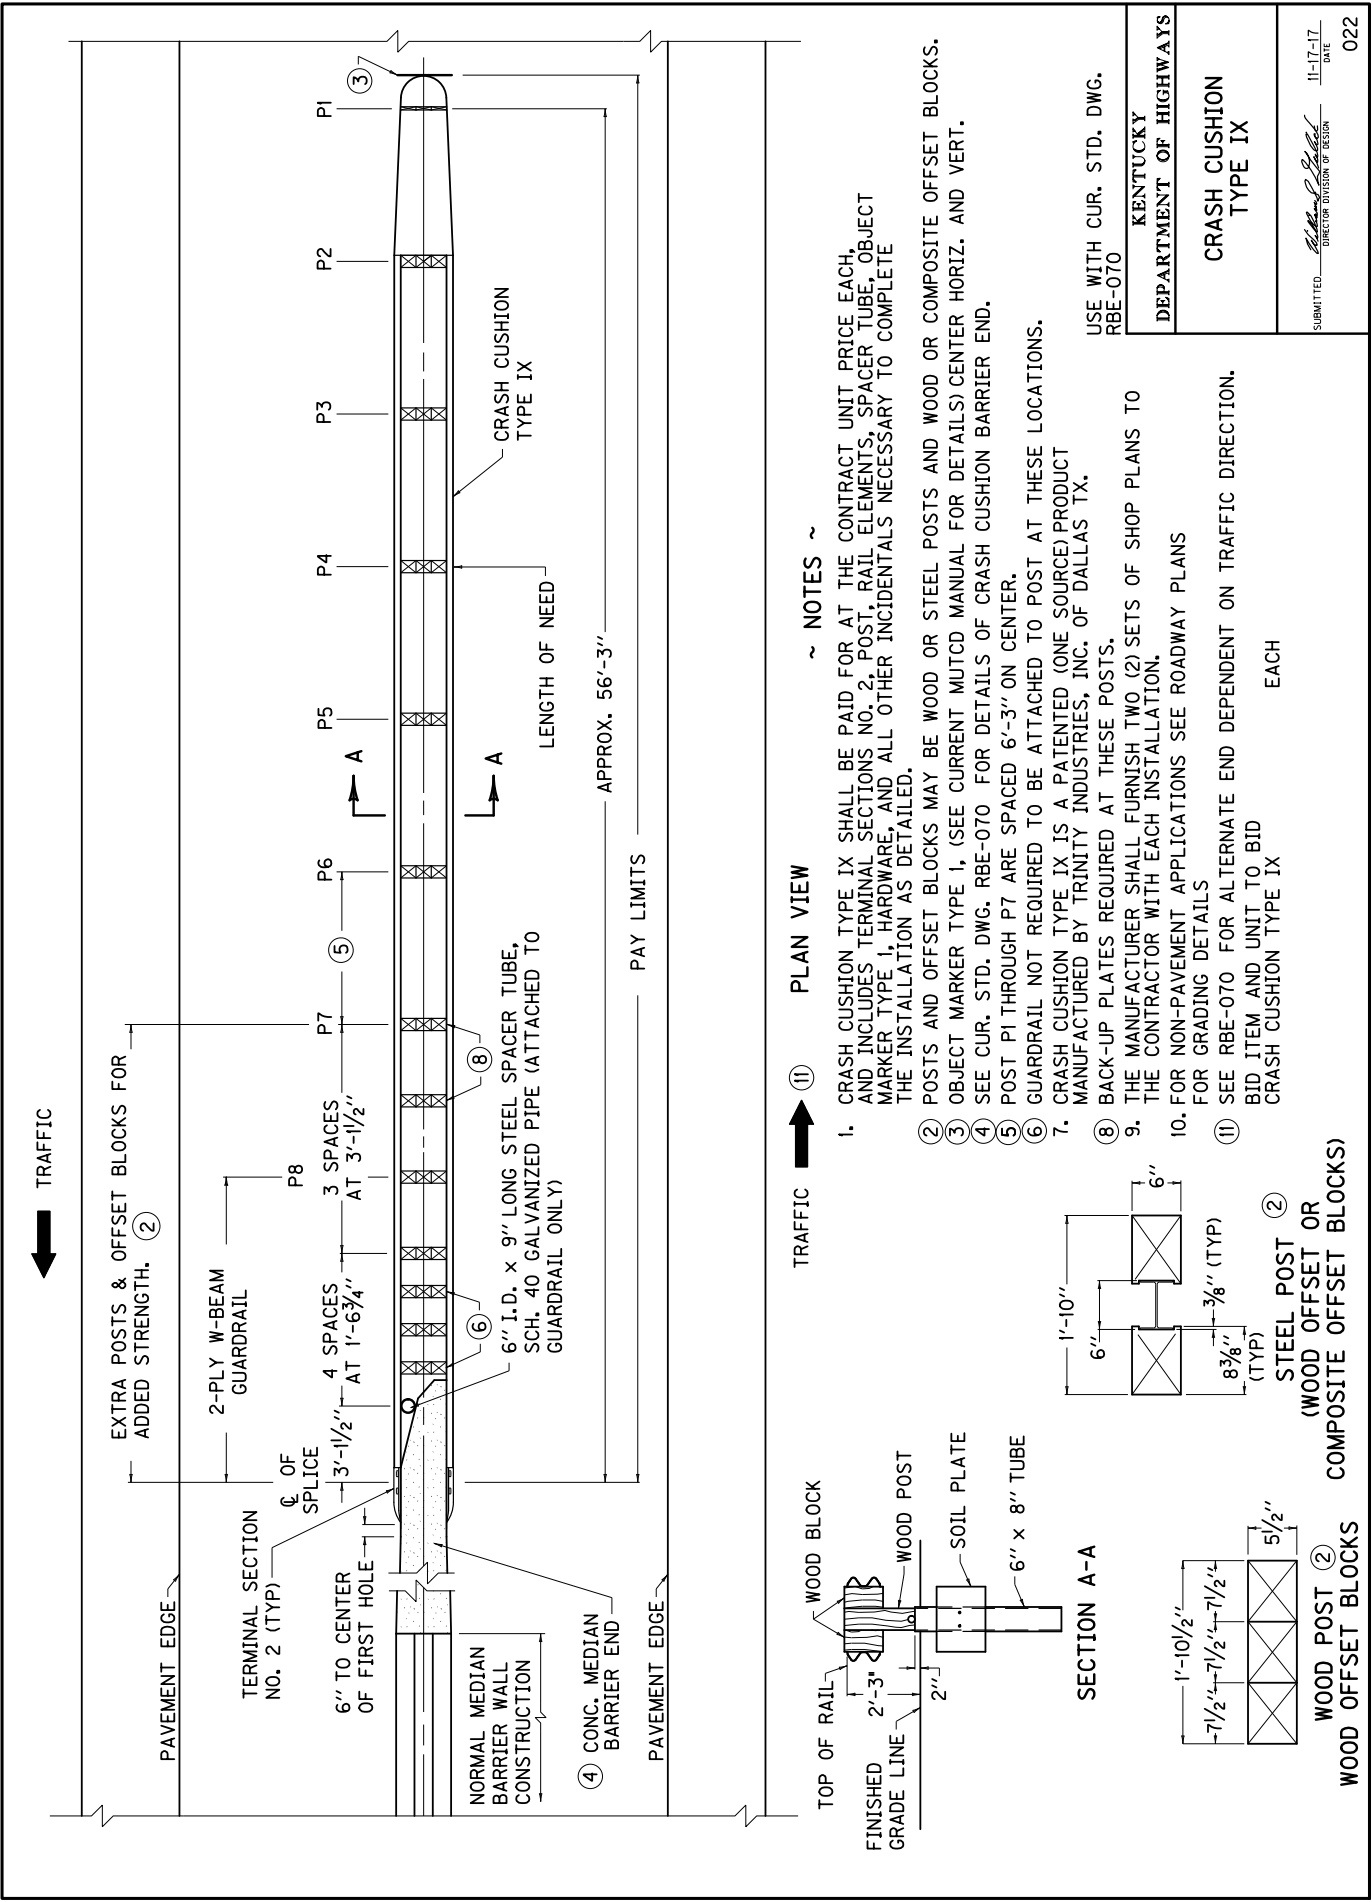 TRAFFIC
EXTRA POSTS & OFFSET BLOCKS FOR
ADDED STRENGTH. ②
2-PLY W-BEAM
GUARDRAIL
P8
P7
P6
P5
P4
P3
P2
P1
③
⑤
4 SPACES
AT 1'-6¾"
3 SPACES
AT 3'-1½"
3'-1½"
℄ OF
SPLICE
PAVEMENT EDGE
TERMINAL SECTION
NO. 2 (TYP)
6" TO CENTER
OF FIRST HOLE
NORMAL MEDIAN
BARRIER WALL
CONSTRUCTION
④ CONC. MEDIAN
BARRIER END
PAVEMENT EDGE
⑥
⑧
6" I.D. x 9" LONG STEEL SPACER TUBE,
SCH. 40 GALVANIZED PIPE (ATTACHED TO
GUARDRAIL ONLY)
A
A
LENGTH OF NEED
CRASH CUSHION
TYPE IX
APPROX. 56'-3"
PAY LIMITS
TRAFFIC
⑪
PLAN VIEW
~ NOTES ~
1. CRASH CUSHION TYPE IX SHALL BE PAID FOR AT THE CONTRACT UNIT PRICE EACH,
AND INCLUDES TERMINAL SECTIONS NO. 2, POST, RAIL ELEMENTS, SPACER TUBE, OBJECT
MARKER TYPE 1, HARDWARE, AND ALL OTHER INCIDENTALS NECESSARY TO COMPLETE
THE INSTALLATION AS DETAILED.
② POSTS AND OFFSET BLOCKS MAY BE WOOD OR STEEL POSTS AND WOOD OR COMPOSITE OFFSET BLOCKS.
③ OBJECT MARKER TYPE 1, (SEE CURRENT MUTCD MANUAL FOR DETAILS) CENTER HORIZ. AND VERT.
④ SEE CUR. STD. DWG. RBE-070 FOR DETAILS OF CRASH CUSHION BARRIER END.
⑤ POST P1 THROUGH P7 ARE SPACED 6'-3" ON CENTER.
⑥ GUARDRAIL NOT REQUIRED TO BE ATTACHED TO POST AT THESE LOCATIONS.
7. CRASH CUSHION TYPE IX IS A PATENTED (ONE SOURCE) PRODUCT
MANUFACTURED BY TRINITY INDUSTRIES, INC. OF DALLAS TX.
⑧ BACK-UP PLATES REQUIRED AT THESE POSTS.
9. THE MANUFACTURER SHALL FURNISH TWO (2) SETS OF SHOP PLANS TO
THE CONTRACTOR WITH EACH INSTALLATION.
10. FOR NON-PAVEMENT APPLICATIONS SEE ROADWAY PLANS
FOR GRADING DETAILS
⑪ SEE RBE-070 FOR ALTERNATE END DEPENDENT ON TRAFFIC DIRECTION.
BID ITEM AND UNIT TO BID
CRASH CUSHION TYPE IX EACH
TOP OF RAIL
FINISHED
GRADE LINE
2'-3"
2"
WOOD BLOCK
WOOD POST
SOIL PLATE
6" x 8" TUBE
SECTION A-A
1'-10½"
7½" 7½" 7½"
5½"
WOOD POST ②
WOOD OFFSET BLOCKS
1'-10"
6"
6"
⅜" (TYP)
8⅜"
(TYP)
STEEL POST ②
(WOOD OFFSET OR
COMPOSITE OFFSET BLOCKS)
USE WITH CUR. STD. DWG.
RBE-070
KENTUCKY
DEPARTMENT OF HIGHWAYS
CRASH CUSHION
TYPE IX
SUBMITTED 11-17-17
DIRECTOR DIVISION OF DESIGN DATE
022